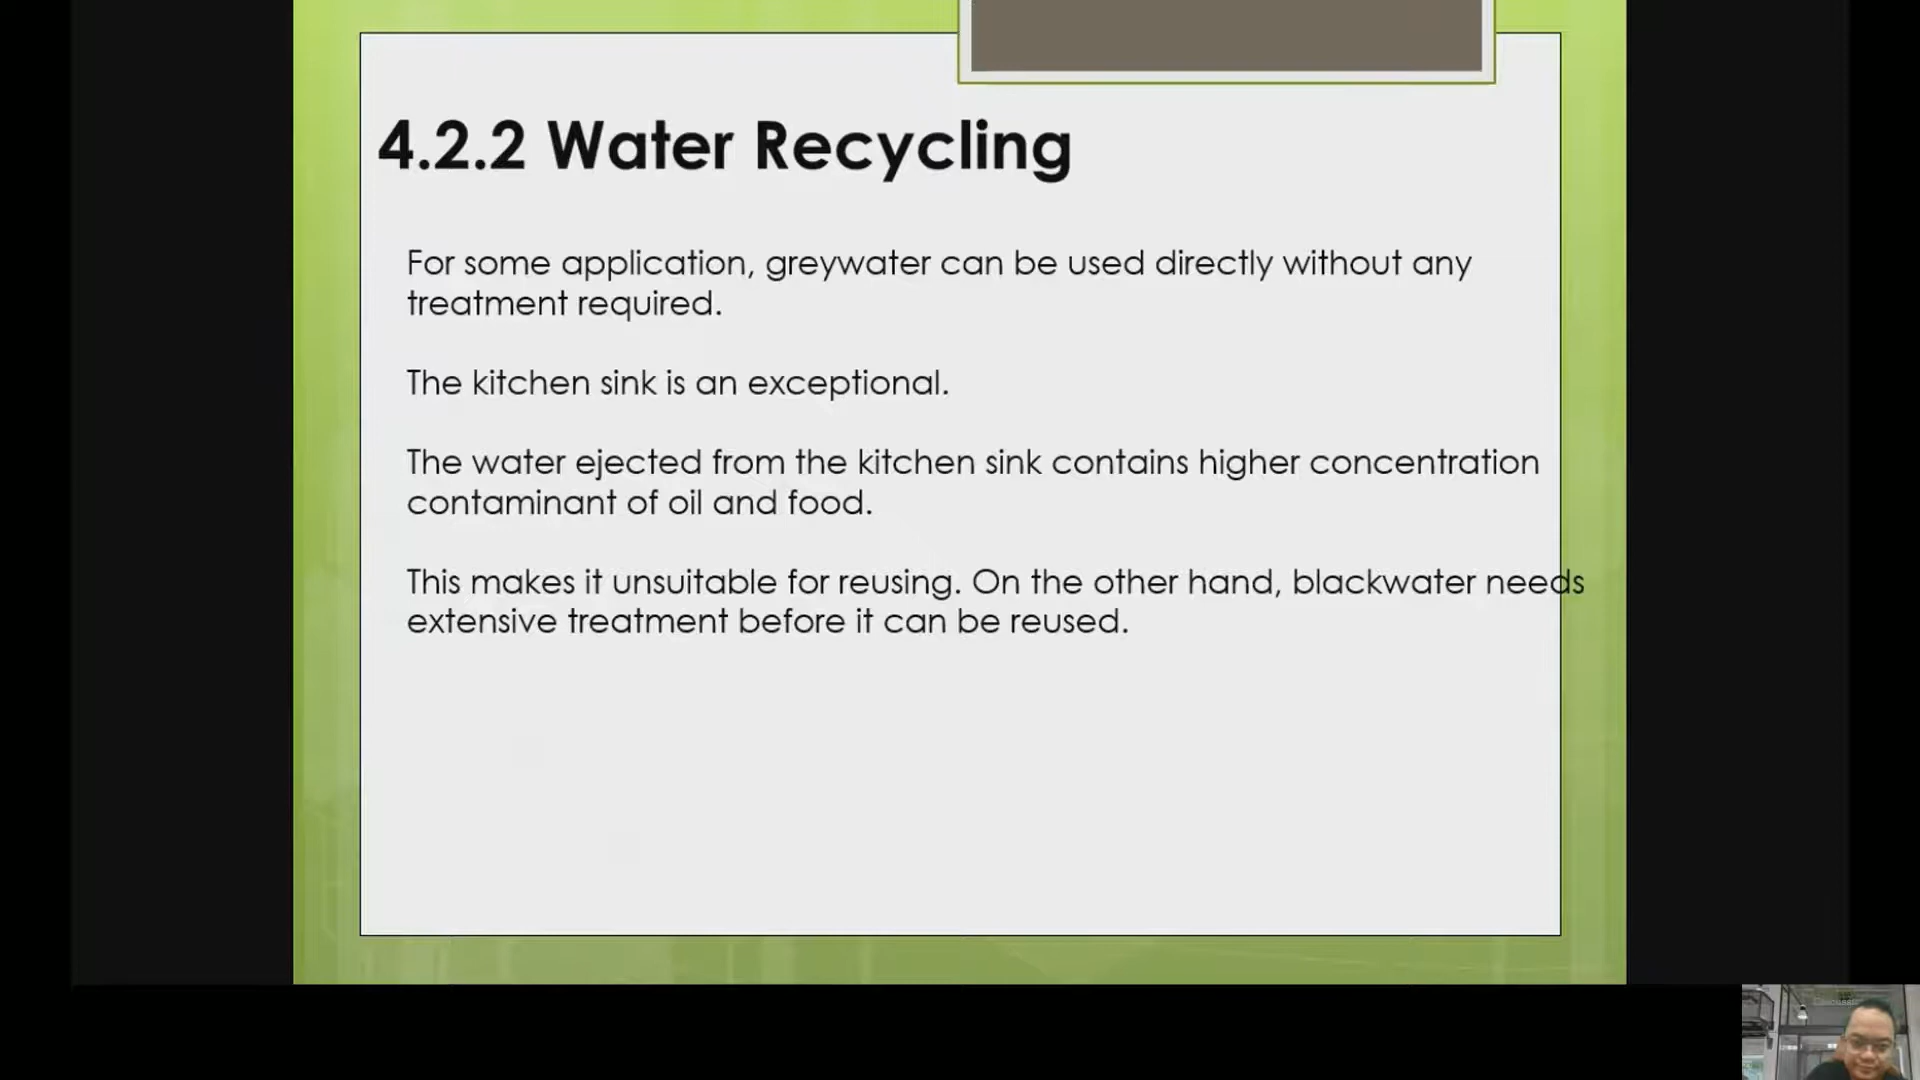 4.2.2 Water Recycling
For some application, greywater can be used directly without any
treatment required.
The kitchen sink is an exceptional.
The water ejected from the kitchen sink contains higher concentration
contaminant of oil and food.
This makes it unsuitable for reusing. On the other hand, blackwater needs
extensive treatment before it can be reused.